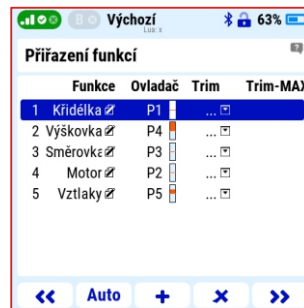 B Výchozí 63%
Lua: x
Přiřazení funkcí
Funkce Ovladač Trim Trim-MAX
1 Křidélka P1 ...
2 Výškovka P4 ...
3 Směrovka P3 ...
4 Motor P2 ...
5 Vztlaky P5 ...
Auto